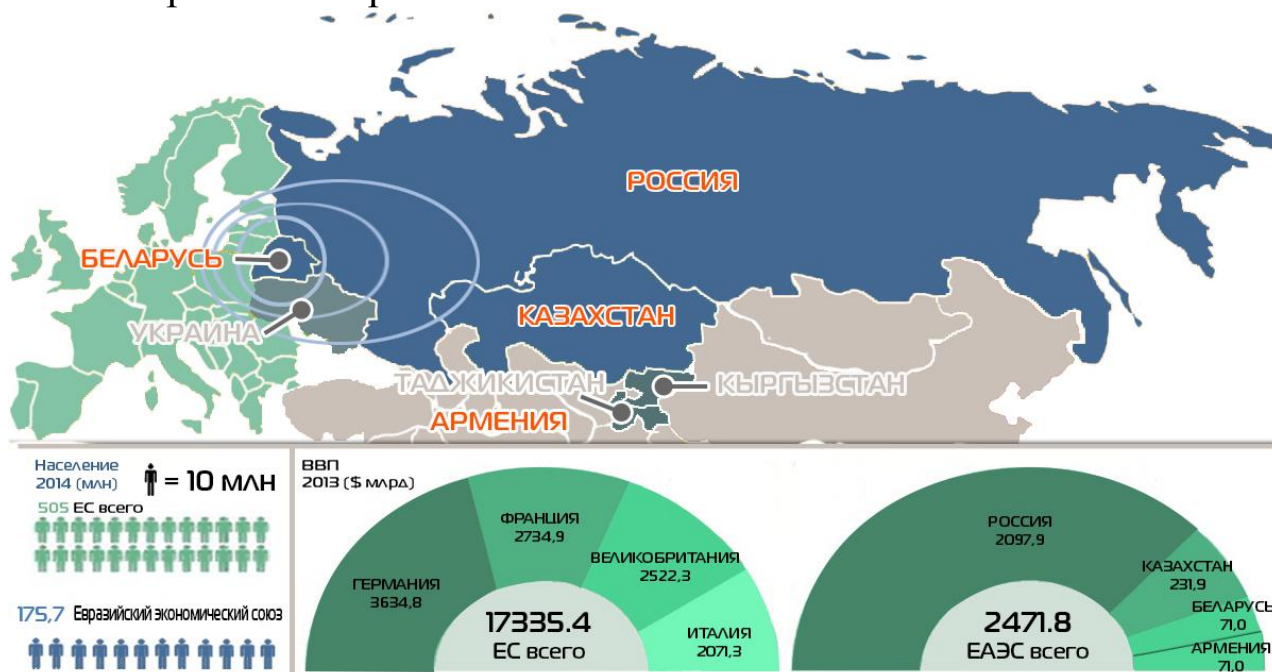 РОССИЯ
БЕЛАРУСЬ
УКРАИНА
КАЗАХСТАН
ТАДЖИКИСТАН
КЫРГЫЗСТАН
АРМЕНИЯ
Население
2014 (млн)
= 10 млн
505 ЕС всего
175,7 Евразийский экономический союз
ВВП
2013 ($ млрд)
ГЕРМАНИЯ
3634,8
ФРАНЦИЯ
2734,9
ВЕЛИКОБРИТАНИЯ
2522,3
ИТАЛИЯ
2071,3
17335.4
ЕС всего
РОССИЯ
2097,9
КАЗАХСТАН
231,9
БЕЛАРУСЬ
71,0
АРМЕНИЯ
71,0
2471.8
ЕАЭС всего